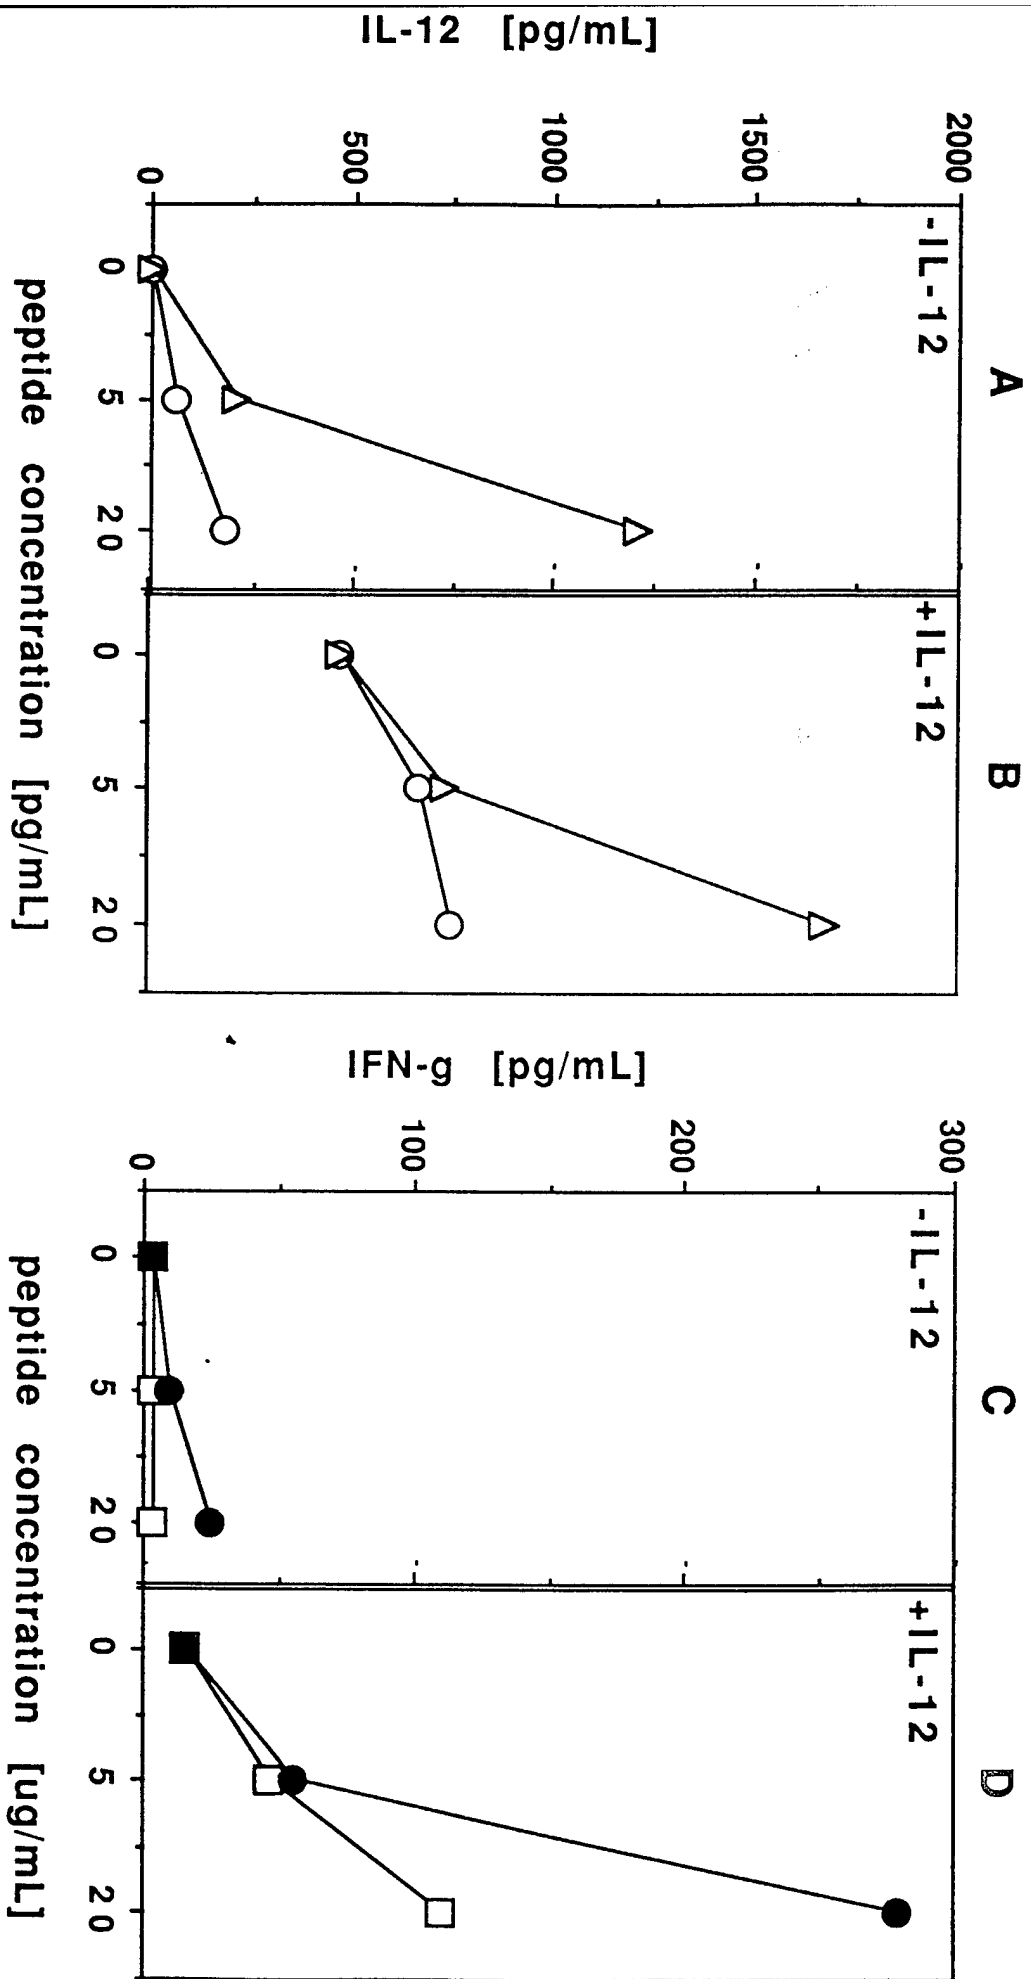 A
B
IL-12 [pg/mL]
2000
1500
1000
500
0
-IL-12
+IL-12
0
5
20
0
5
20
peptide concentration [pg/mL]
C
D
IFN-g [pg/mL]
300
200
100
0
-IL-12
+IL-12
0
5
20
0
5
20
peptide concentration [ug/mL]